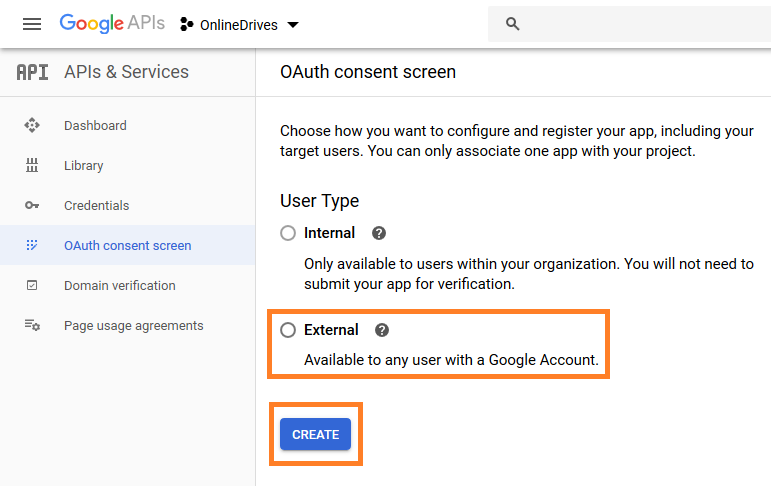 Google APIs
OnlineDrives
API
APIs & Services
OAuth consent screen
Dashboard
Library
Credentials
OAuth consent screen
Domain verification
Page usage agreements
Choose how you want to configure and register your app, including your
target users. You can only associate one app with your project.
User Type
Internal ?
Only available to users within your organization. You will not need to
submit your app for verification.
External ?
Available to any user with a Google Account.
CREATE